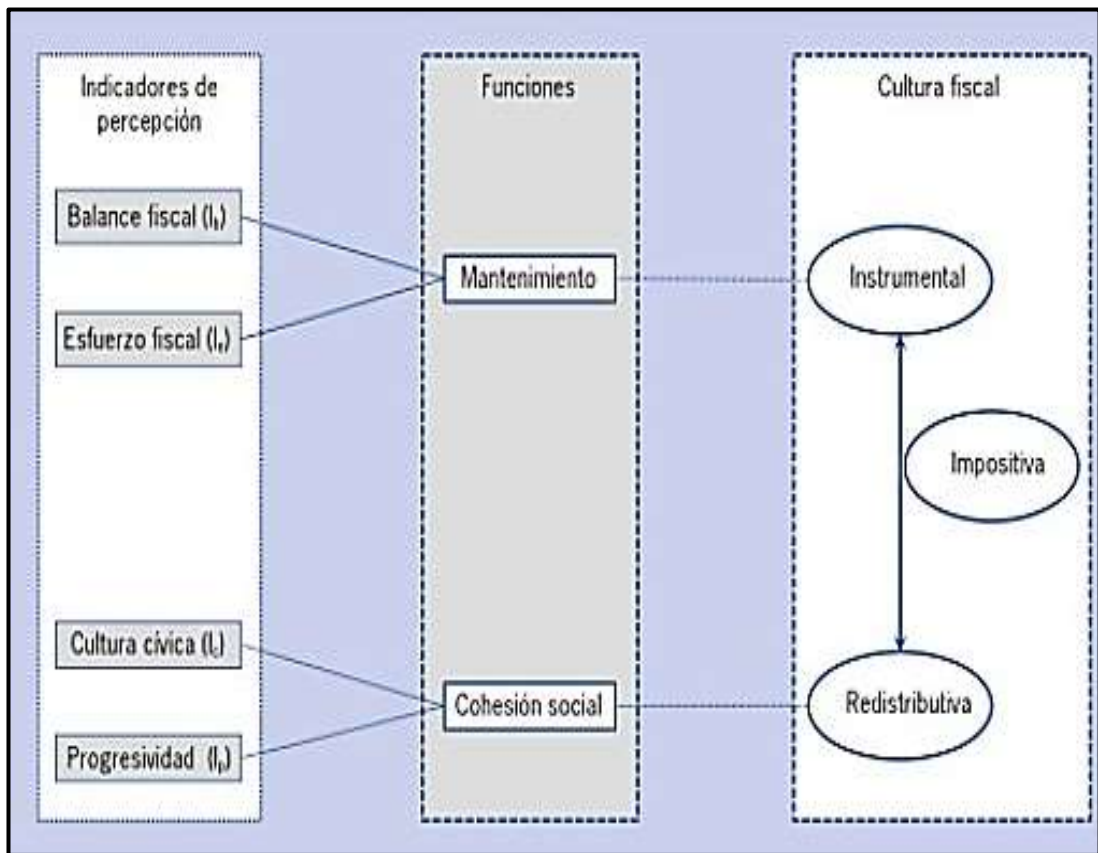 Indicadores de
percepción
Balance fiscal (Ib)
Esfuerzo fiscal (Ie)
Cultura cívica (Ic)
Progresividad (Ip)
Funciones
Mantenimiento
Cohesión social
Cultura fiscal
Instrumental
Impositiva
Redistributiva